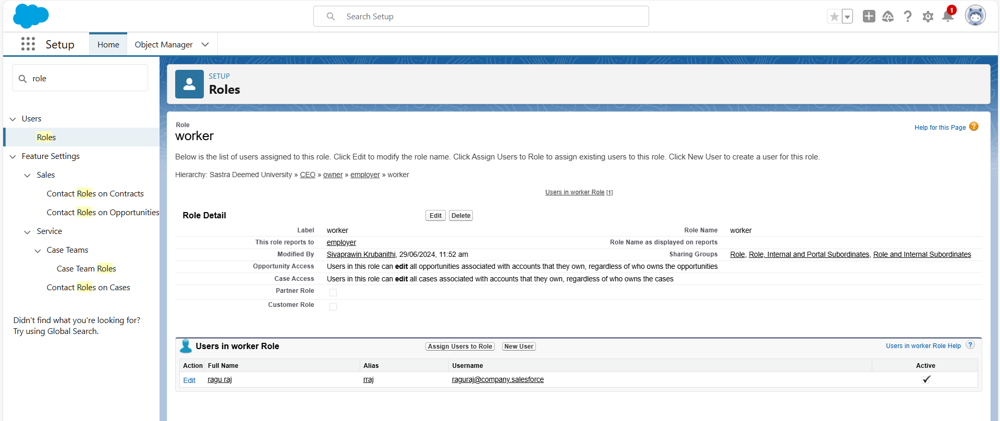 Search Setup
1
Setup
Home
Object Manager
role
Users
Roles
Feature Settings
Sales
Contact Roles on Contracts
Contact Roles on Opportunities
Service
Case Teams
Case Team Roles
Contact Roles on Cases
Didn't find what you're looking for?
Try using Global Search.
SETUP
Roles
Role
worker
Help for this Page ?
Below is the list of users assigned to this role. Click Edit to modify the role name. Click Assign Users to Role to assign existing users to this role. Click New User to create a user for this role.
Hierarchy: Sastra Deemed University » CEO » owner » employer » worker
Users in worker Role [1]
Role Detail Edit Delete
Label worker Role Name worker
This role reports to employer Role Name as displayed on reports
Modified By Sivaprawin Krubanithi, 29/06/2024, 11:52 am Sharing Groups Role, Role, Internal and Portal Subordinates, Role and Internal Subordinates
Opportunity Access Users in this role can edit all opportunities associated with accounts that they own, regardless of who owns the opportunities
Case Access Users in this role can edit all cases associated with accounts that they own, regardless of who owns the cases
Partner Role
Customer Role
Users in worker Role Assign Users to Role New User Users in worker Role Help ?
Action Full Name Alias Username Active
Edit ragu raj rraj raguraj@company.salesforce